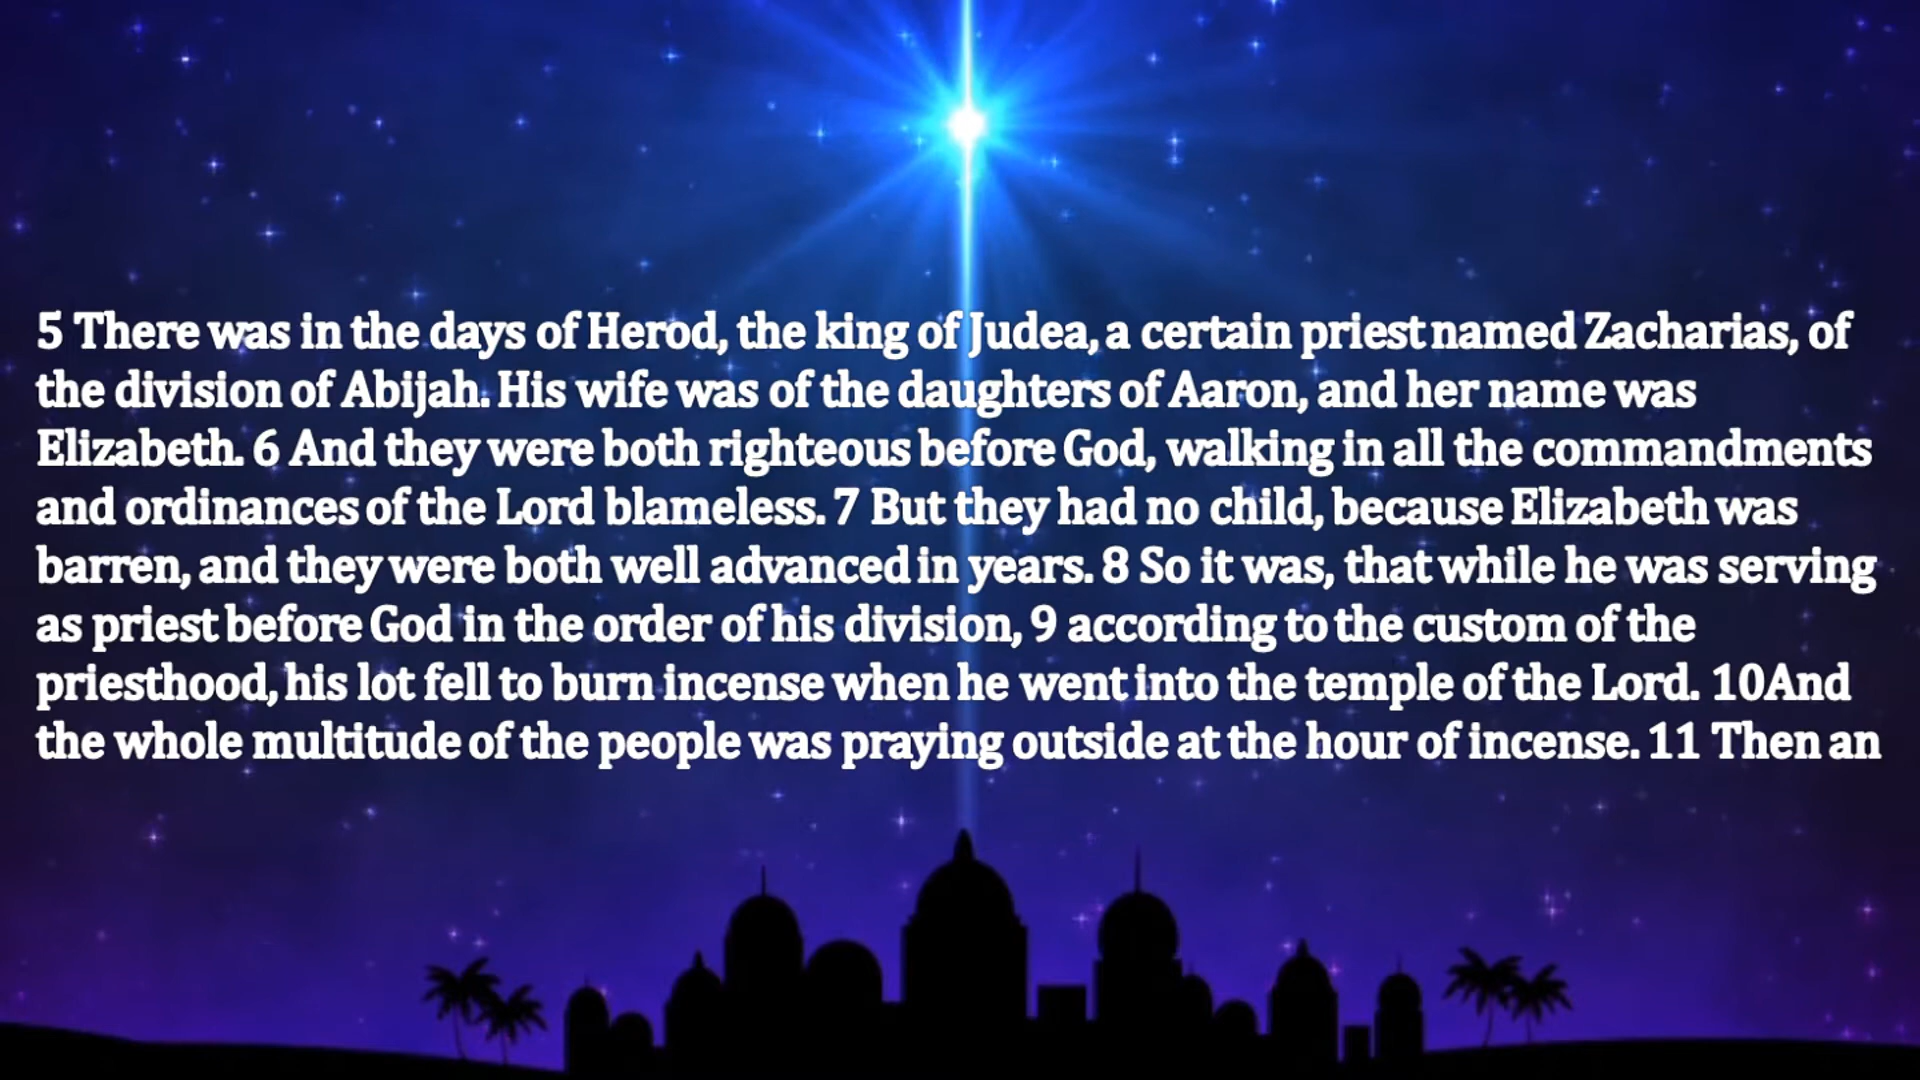 5 There was in the days of Herod, the king of Judea, a certain priest named Zacharias, of
the division of Abijah. His wife was of the daughters of Aaron, and her name was
Elizabeth. 6 And they were both righteous before God, walking in all the commandments
and ordinances of the Lord blameless. 7 But they had no child, because Elizabeth was
barren, and they were both well advanced in years. 8 So it was, that while he was serving
as priest before God in the order of his division, 9 according to the custom of the
priesthood, his lot fell to burn incense when he went into the temple of the Lord. 10And
the whole multitude of the people was praying outside at the hour of incense. 11 Then an